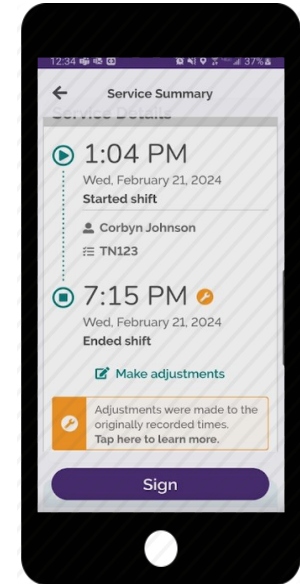 12:34 37%
Service Summary
Service Details
1:04 PM
Wed, February 21, 2024
Started shift
Corbyn Johnson
TN123
7:15 PM
Wed, February 21, 2024
Ended shift
Make adjustments
Adjustments were made to the
originally recorded times.
Tap here to learn more.
Sign